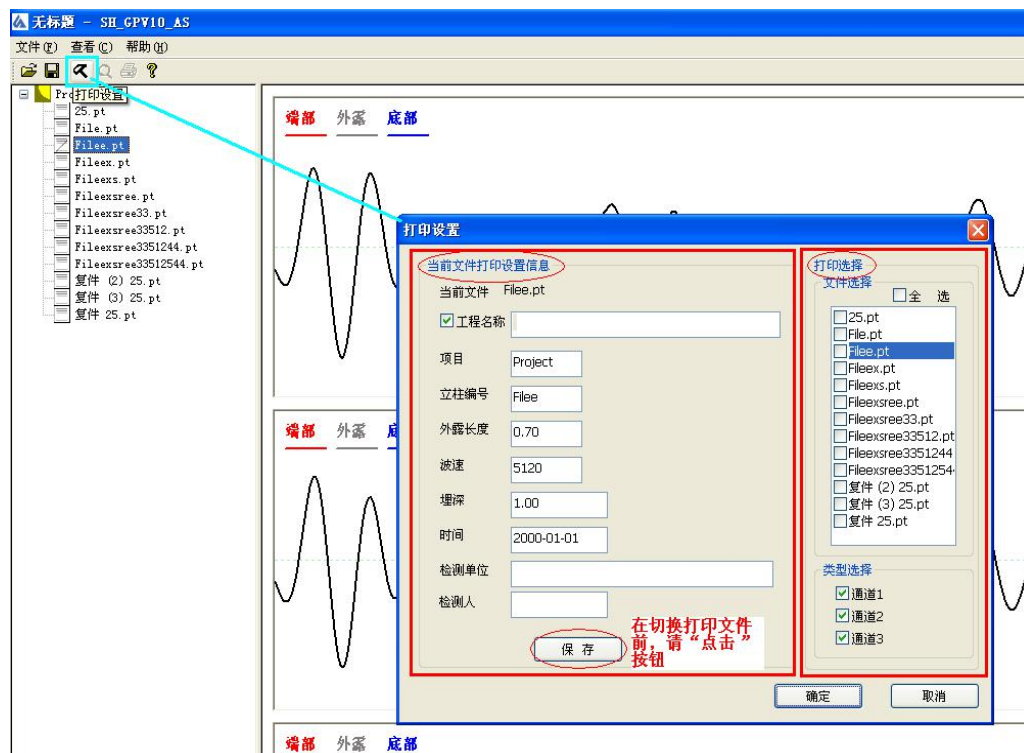 无标题 - SH_GPV10_AS
文件(F) 查看(C) 帮助(H)
打印设置
25.pt
File.pt
Filee.pt
Fileex.pt
Fileexs.pt
Fileexsree.pt
Fileexsree33.pt
Fileexsree33512.pt
Fileexsree3351244.pt
Fileexsree33512544.pt
复件 (2) 25.pt
复件 (3) 25.pt
复件 25.pt
端部 外露 底部
端部 外露
端部 外露 底部
打印设置
当前文件打印设置信息
当前文件 Filee.pt
工程名称
项目 Project
立柱编号 Filee
外露长度 0.70
波速 5120
埋深 1.00
时间 2000-01-01
检测单位
检测人
保 存
在切换打印文件
前，请“点击”
按钮
打印选择
文件选择
全 选
25.pt
File.pt
Filee.pt
Fileex.pt
Fileexs.pt
Fileexsree.pt
Fileexsree33.pt
Fileexsree33512.pt
Fileexsree3351244
Fileexsree3351254
复件 (2) 25.pt
复件 (3) 25.pt
复件 25.pt
类型选择
通道1
通道2
通道3
确定 取消